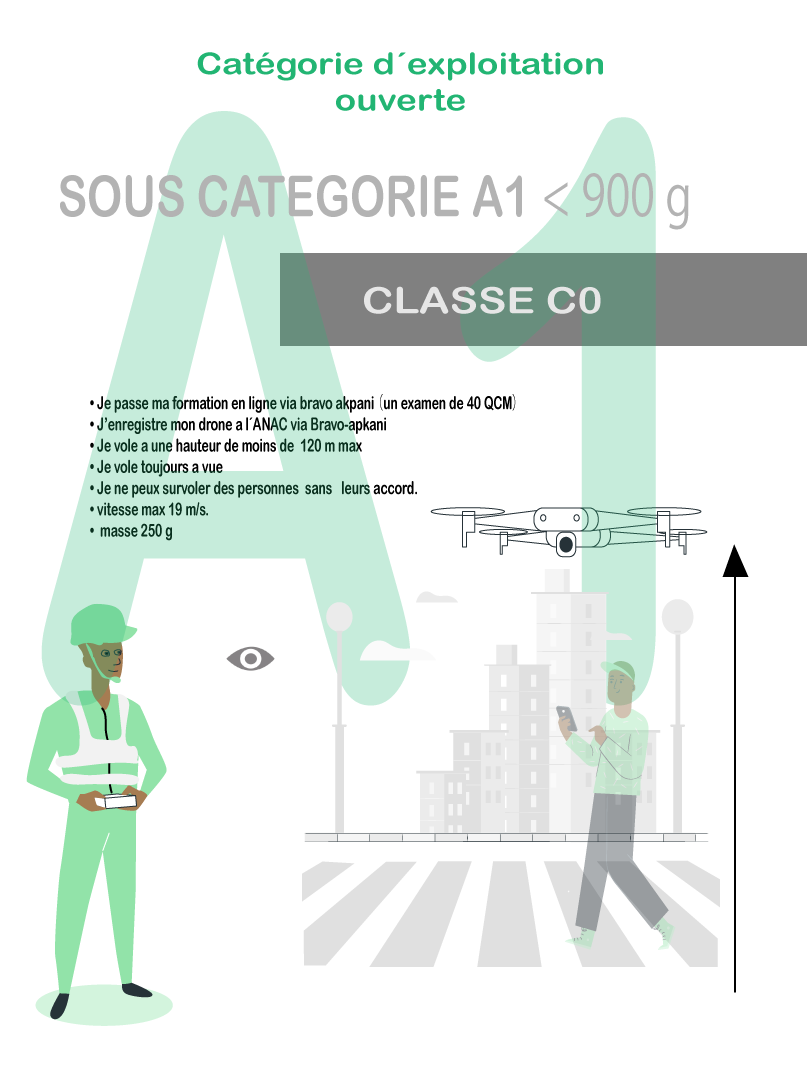 Catégorie d´exploitation
ouverte
A1
SOUS CATEGORIE A1 < 900 g
CLASSE C0
• Je passe ma formation en ligne via bravo akpani (un examen de 40 QCM)
• J'enregistre mon drone a l´ANAC via Bravo-apkani
• Je vole a une hauteur de moins de 120 m max
• Je vole toujours a vue
• Je ne peux survoler des personnes sans leurs accord.
• vitesse max 19 m/s.
• masse 250 g